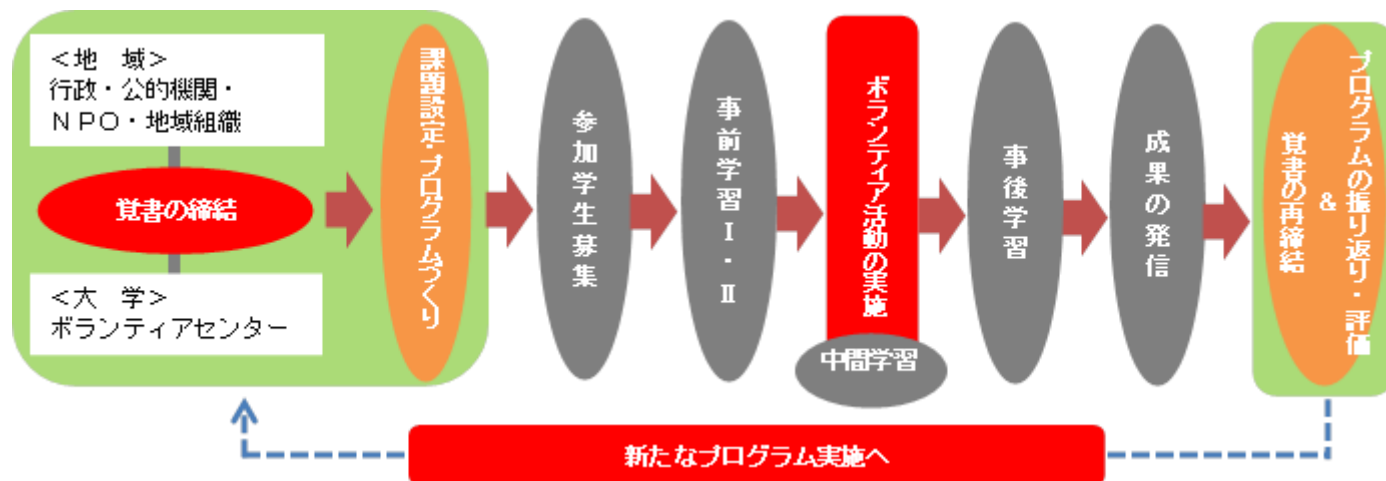 ＜地　域＞
行政・公的機関・
ＮＰＯ・地域組織
覚書の締結
＜大　学＞
ボランティアセンター
課題設定・プログラムづくり
参加学生募集
事前学習Ⅰ・Ⅱ
ボランティア活動の実施
中間学習
事後学習
成果の発信
プログラムの振り返り・評価
&
覚書の再締結
新たなプログラム実施へ